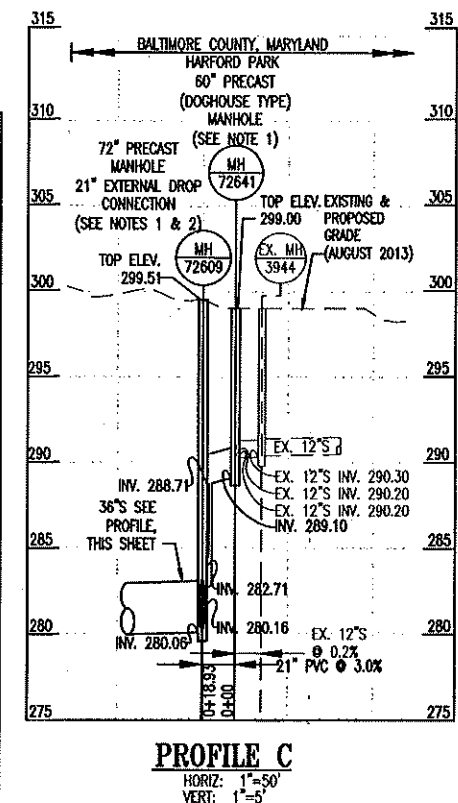 315
315
BALTIMORE COUNTY, MARYLAND
HARFORD PARK
60" PRECAST
(DOGHOUSE TYPE)
MANHOLE
(SEE NOTE 1)
310
310
72" PRECAST
MANHOLE
21" EXTERNAL DROP
CONNECTION
(SEE NOTES 1 & 2)
MH
72641
305
305
TOP ELEV.
299.00
EXISTING &
PROPOSED
GRADE
(AUGUST 2013)
MH
72609
EX. MH
3944
TOP ELEV.
299.51
300
300
295
295
EX. 12"S
290
290
EX. 12"S INV. 290.30
EX. 12"S INV. 290.20
EX. 12"S INV. 290.20
INV. 288.71
INV. 289.10
36"S SEE
PROFILE,
THIS SHEET
285
285
INV. 282.71
INV. 280.16
280
280
INV. 280.06
EX. 12"S
@ 0.2%
21" PVC @ 3.0%
0+18.93
0+00
275
275
PROFILE C
HORIZ: 1"=50'
VERT: 1"=5'